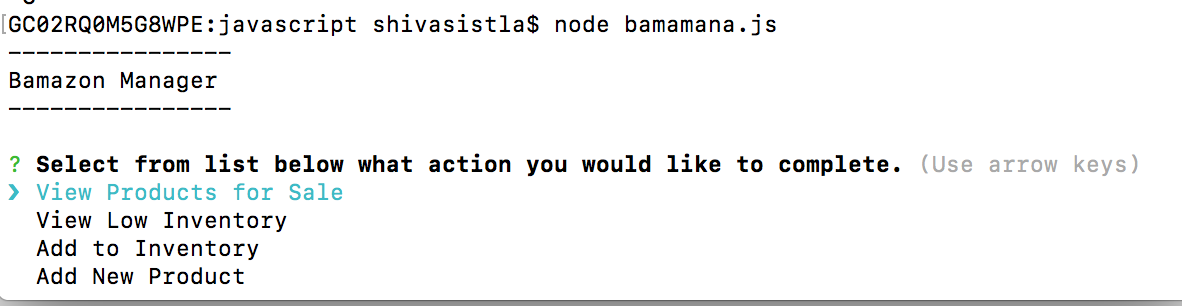 [GC02RQ0M5G8WPE:javascript shivasistla$ node bamamana.js
----------------
Bamazon Manager
----------------
? Select from list below what action you would like to complete. (Use arrow keys)
❯ View Products for Sale
View Low Inventory
Add to Inventory
Add New Product